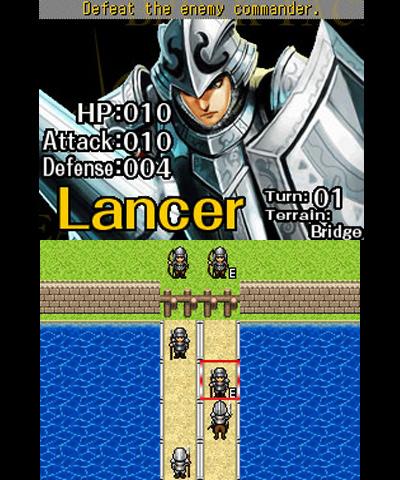 Defeat the enemy commander.
HP:010
Attack:010
Defense:004
Lancer
Turn: 01
Terrain:
Bridge
E
E